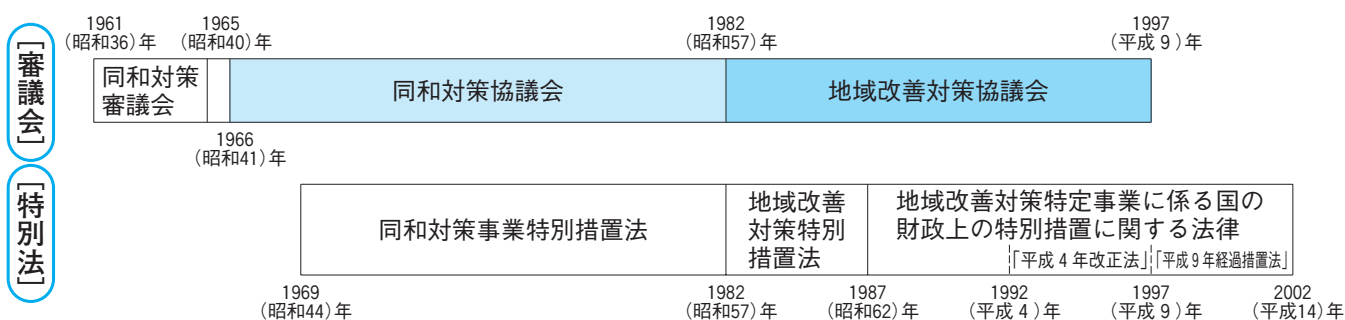 1961
(昭和36)年
1965
(昭和40)年
1982
(昭和57)年
1997
(平成9)年
[審議会]
同和対策
審議会
同和対策協議会
地域改善対策協議会
1966
(昭和41)年
[特別法]
同和対策事業特別措置法
地域改善
対策特別
措置法
地域改善対策特定事業に係る国の
財政上の特別措置に関する法律
「平成4年改正法」
「平成9年経過措置法」
1969
(昭和44)年
1982
(昭和57)年
1987
(昭和62)年
1992
(平成4)年
1997
(平成9)年
2002
(平成14)年